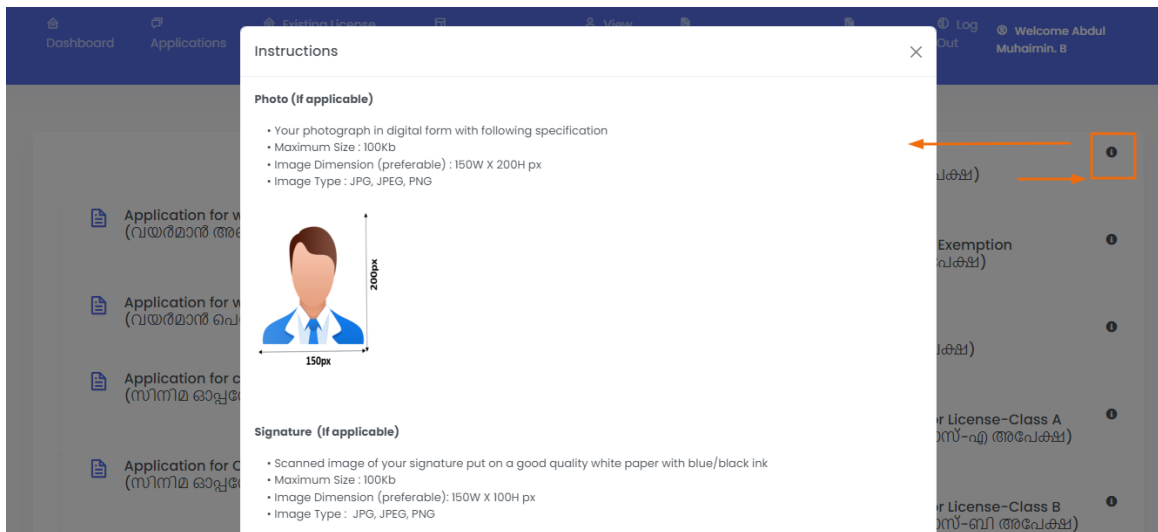 Dashboard
Applications
Existing License
View
Log Out
Welcome Abdul Muhaimin. B
Instructions
Photo (If applicable)
• Your photograph in digital form with following specification
• Maximum Size : 100Kb
• Image Dimension (preferable) : 150W X 200H px
• Image Type : JPG, JPEG, PNG
200px
150px
Signature (If applicable)
• Scanned image of your signature put on a good quality white paper with blue/black ink
• Maximum Size : 100Kb
• Image Dimension (preferable): 150W X 100H px
• Image Type : JPG, JPEG, PNG
Application for
(വയർമാൻ
Application for
(വയർമാൻ
Application for
(സിനിമ
Application for
(സിനിമ
Exemption
License-Class A
അപേക്ഷ)
License-Class B
അപേക്ഷ)